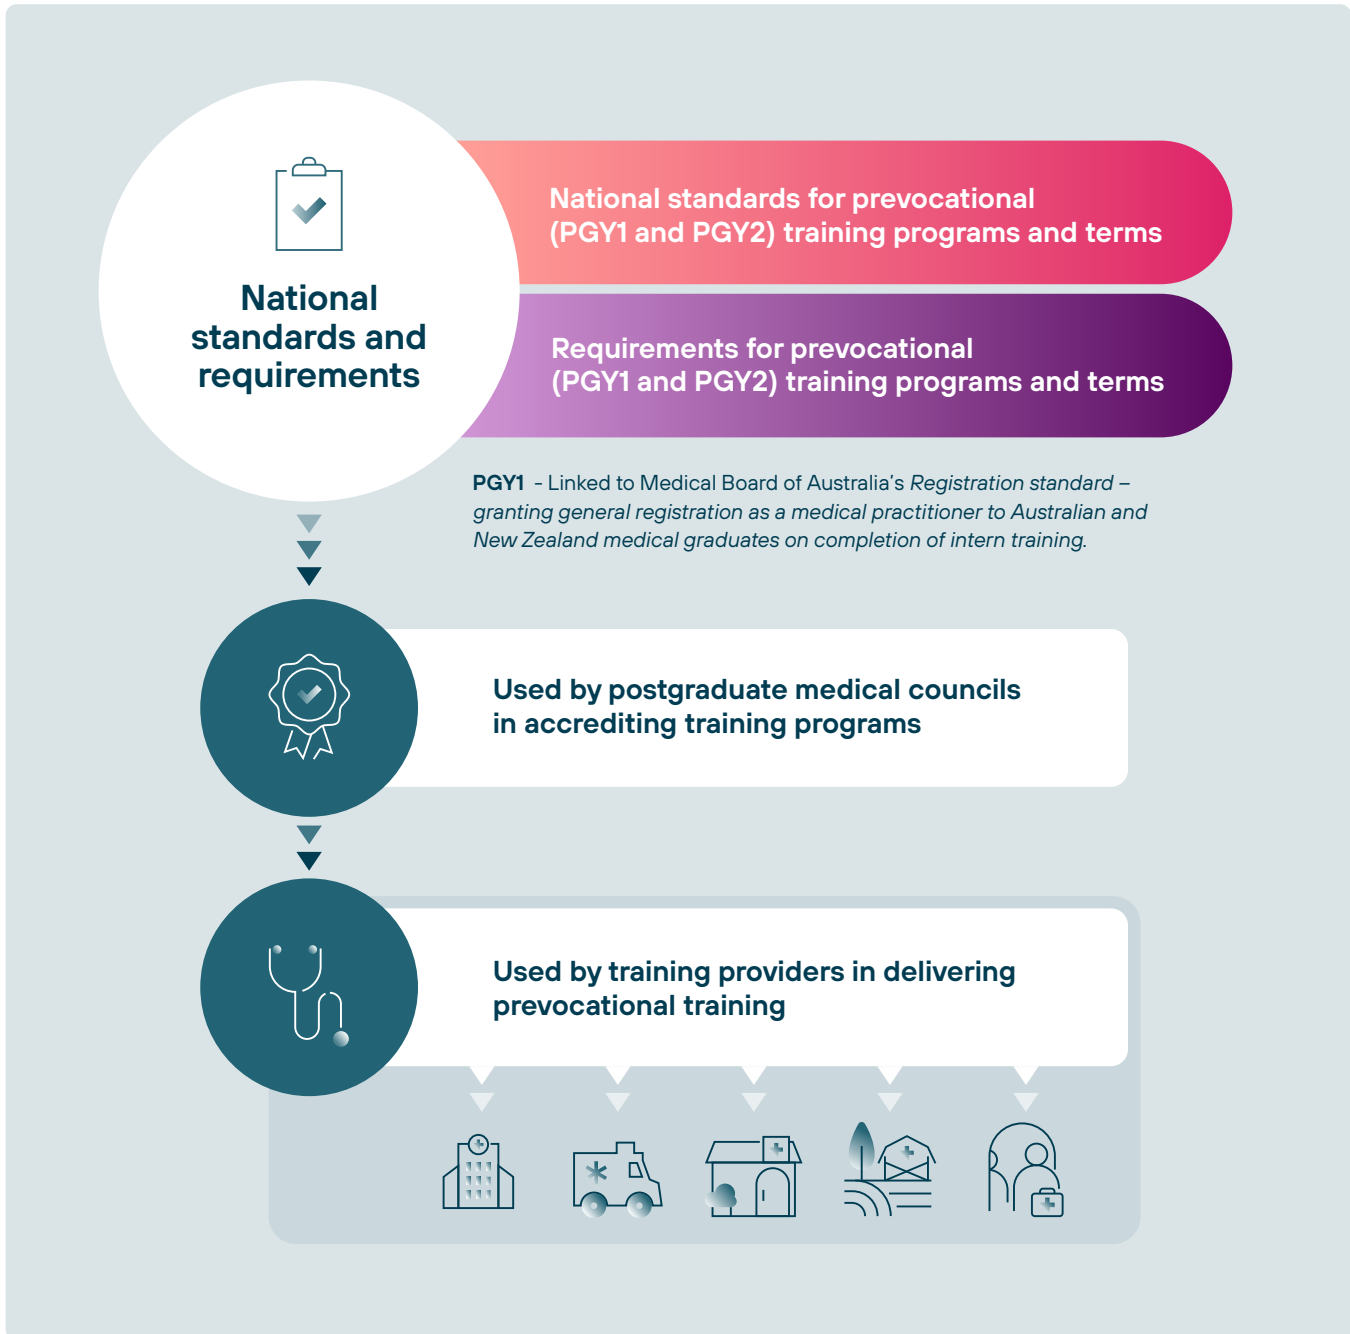 National
standards and
requirements
National standards for prevocational
(PGY1 and PGY2) training programs and terms
Requirements for prevocational
(PGY1 and PGY2) training programs and terms
PGY1 - Linked to Medical Board of Australia's Registration standard –
granting general registration as a medical practitioner to Australian and
New Zealand medical graduates on completion of intern training.
Used by postgraduate medical councils
in accrediting training programs
Used by training providers in delivering
prevocational training